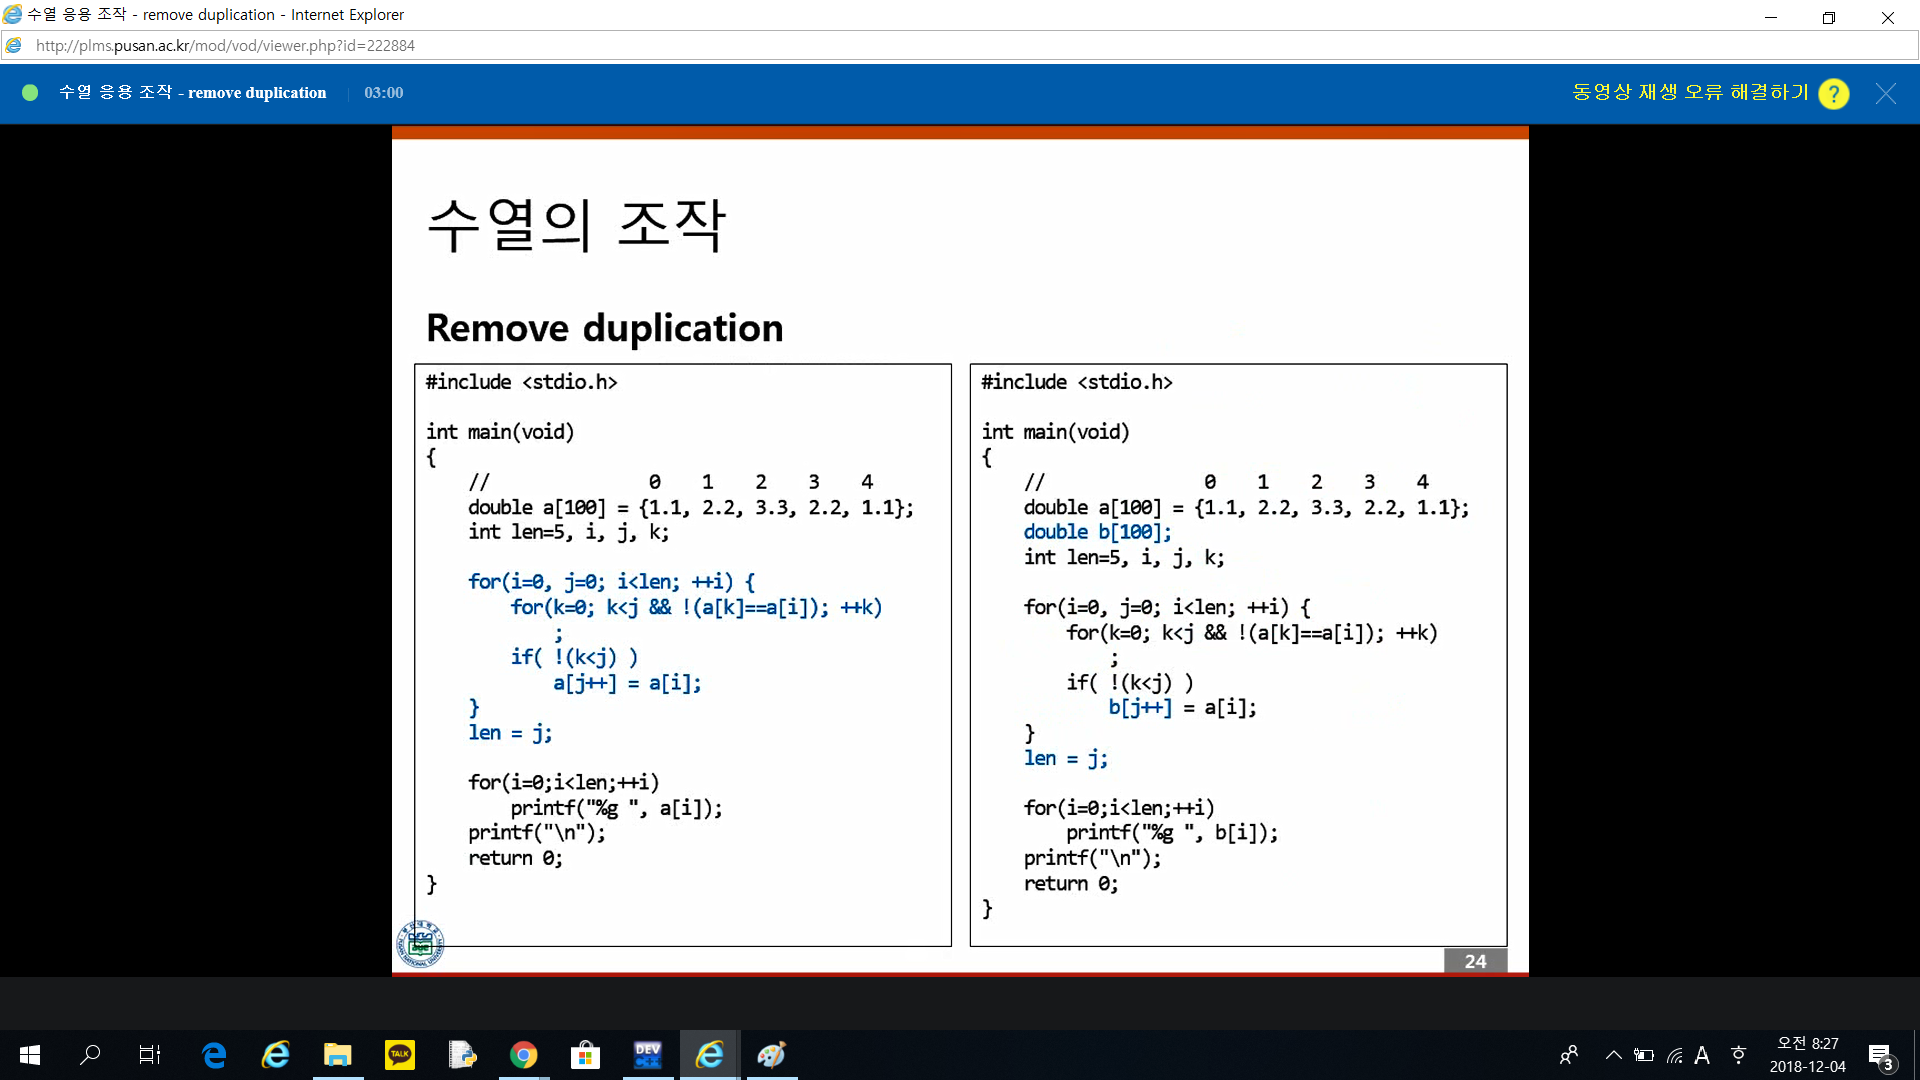 수열 응용 조작 - remove duplication - Internet Explorer
http://plms.pusan.ac.kr/mod/vod/viewer.php?id=222884
수열 응용 조작 - remove duplication 03:00
동영상 재생 오류 해결하기 ?
수열의 조작
Remove duplication
#include <stdio.h>
int main(void)
{
// 0 1 2 3 4
double a[100] = {1.1, 2.2, 3.3, 2.2, 1.1};
int len=5, i, j, k;
for(i=0, j=0; i<len; ++i) {
for(k=0; k<j && !(a[k]==a[i]); ++k)
;
if( !(k<j) )
a[j++] = a[i];
}
len = j;
for(i=0;i<len;++i)
printf("%g ", a[i]);
printf("\n");
return 0;
}
#include <stdio.h>
int main(void)
{
// 0 1 2 3 4
double a[100] = {1.1, 2.2, 3.3, 2.2, 1.1};
double b[100];
int len=5, i, j, k;
for(i=0, j=0; i<len; ++i) {
for(k=0; k<j && !(a[k]==a[i]); ++k)
;
if( !(k<j) )
b[j++] = a[i];
}
len = j;
for(i=0;i<len;++i)
printf("%g ", b[i]);
printf("\n");
return 0;
}
24
TALK
DEV
A
오전 8:27
2018-12-04
3